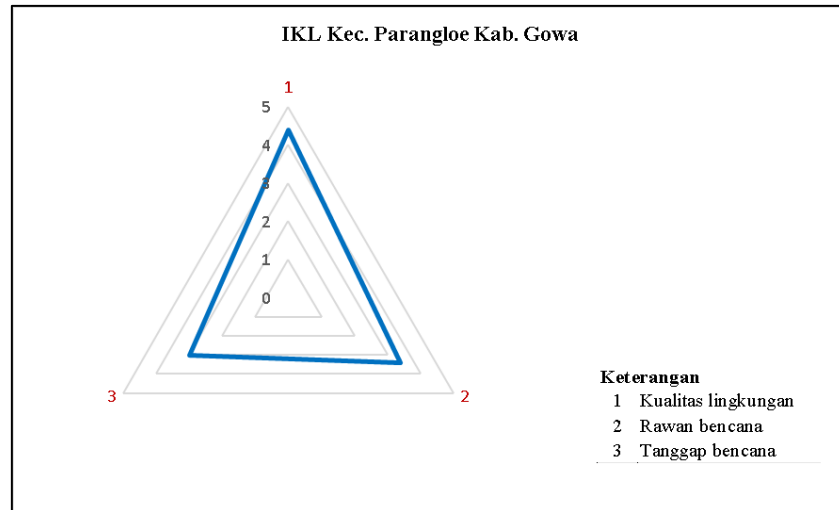 IKL Kec. Parangloe Kab. Gowa
1
5
4
3
2
1
0
3
2
Keterangan
1 Kualitas lingkungan
2 Rawan bencana
3 Tanggap bencana